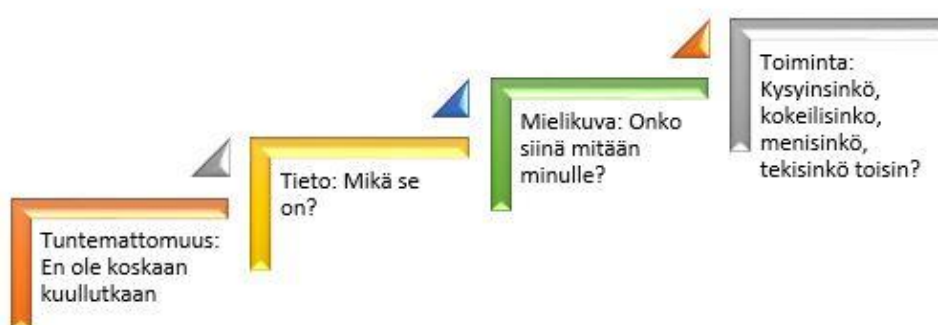 Tuntemattomuus:
En ole koskaan
kuullutkaan
Tieto: Mikä se
on?
Mielikuva: Onko
siinä mitään
minulle?
Toiminta:
Kysyinsinkö,
kokeilisinko,
menisinkö,
tekisinkö toisin?